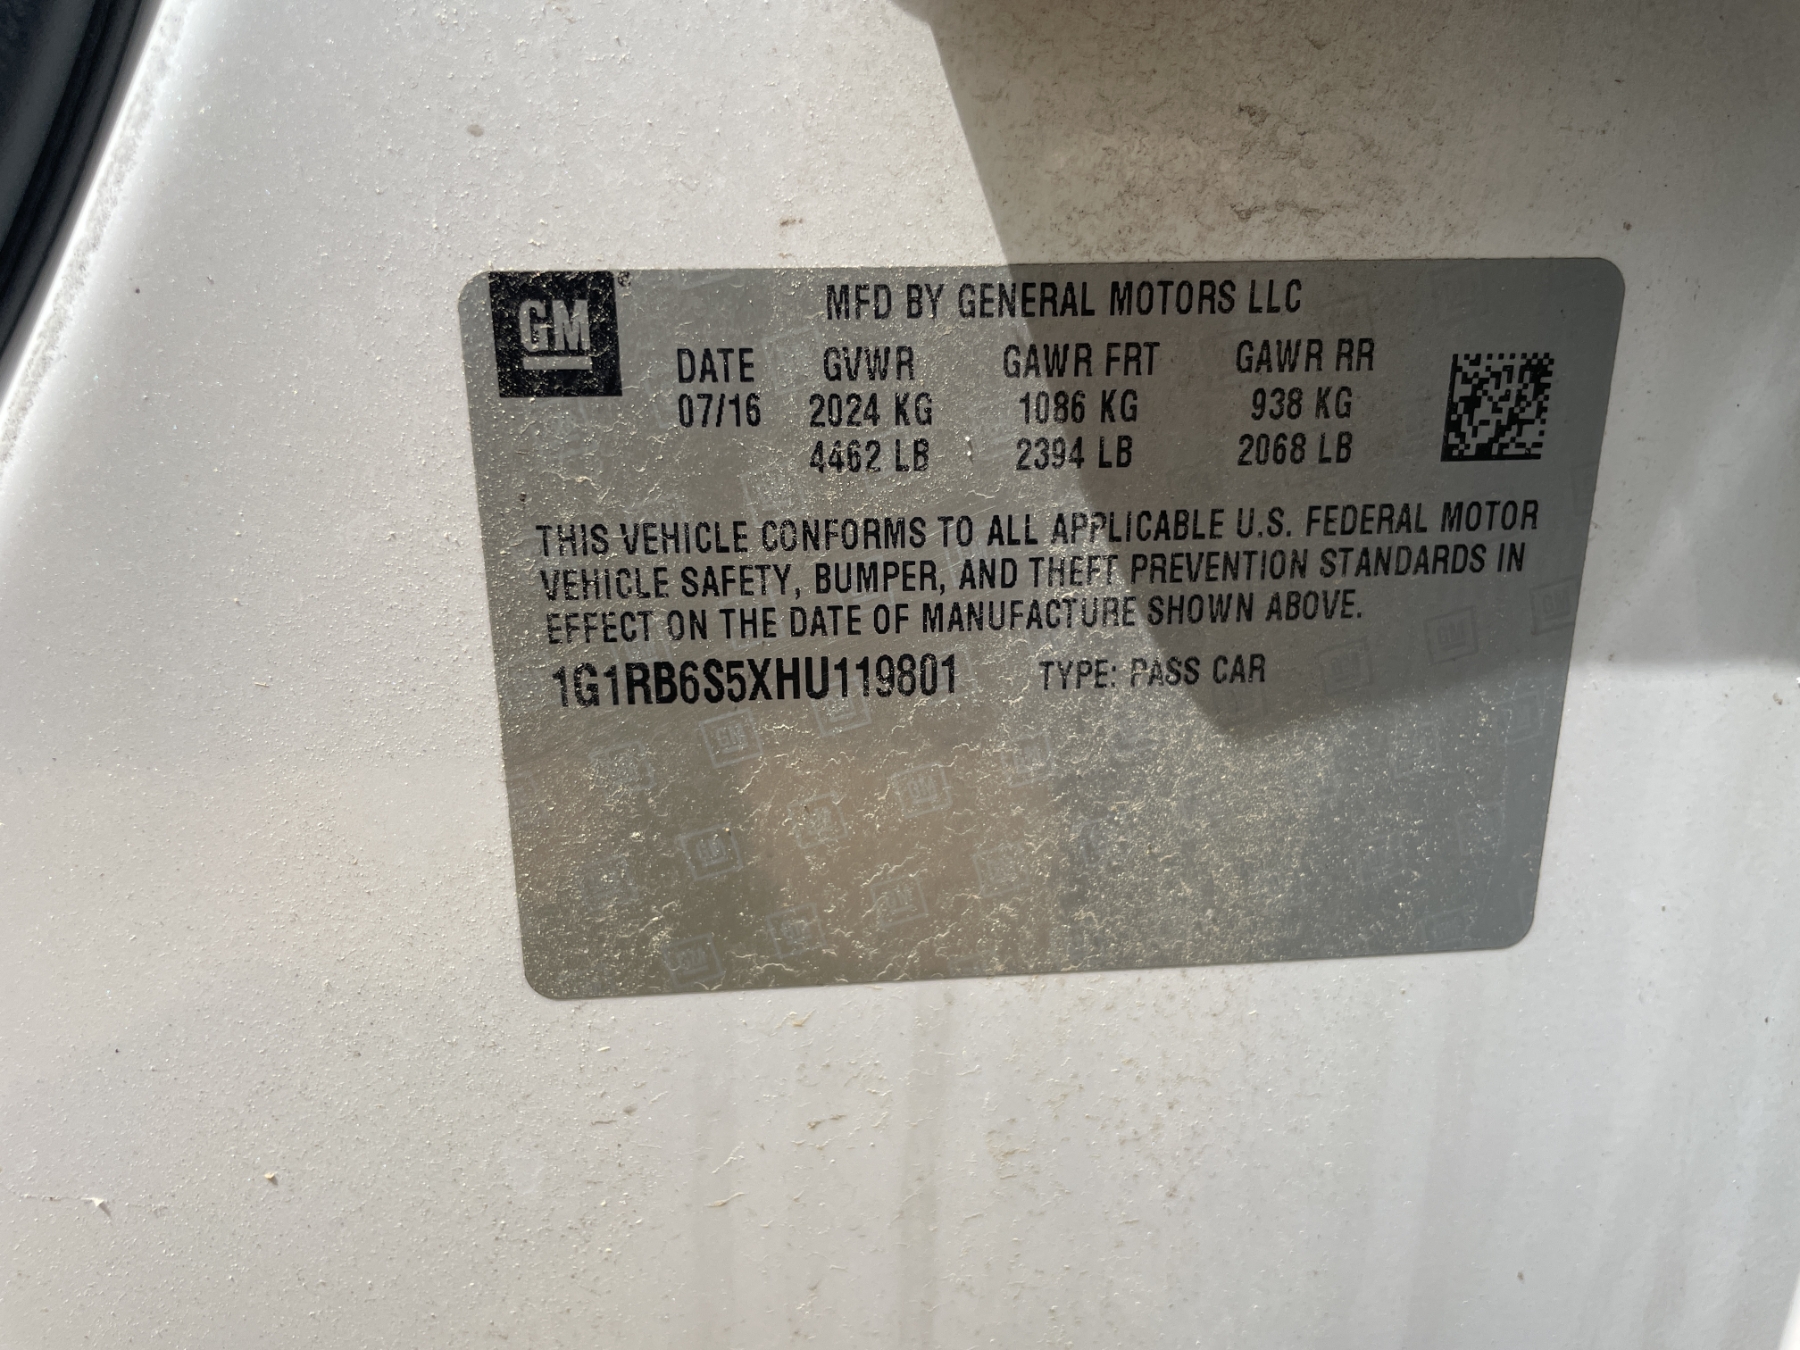 GM®
MFD BY GENERAL MOTORS LLC
DATE GVWR GAWR FRT GAWR RR
07/16 2024 KG 1086 KG 938 KG
4462 LB 2394 LB 2068 LB
THIS VEHICLE CONFORMS TO ALL APPLICABLE U.S. FEDERAL MOTOR
VEHICLE SAFETY, BUMPER, AND THEFT PREVENTION STANDARDS IN
EFFECT ON THE DATE OF MANUFACTURE SHOWN ABOVE.
1G1RB6S5XHU119801 TYPE: PASS CAR